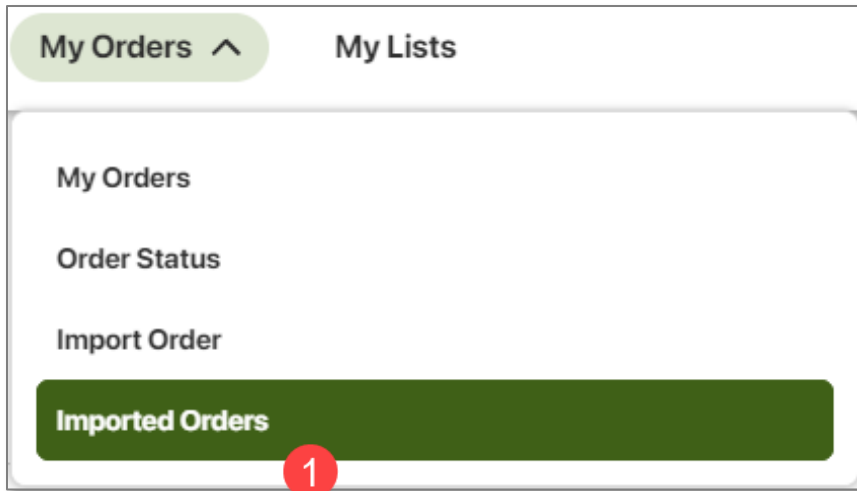 My Orders My Lists
My Orders
Order Status
Import Order
Imported Orders
1